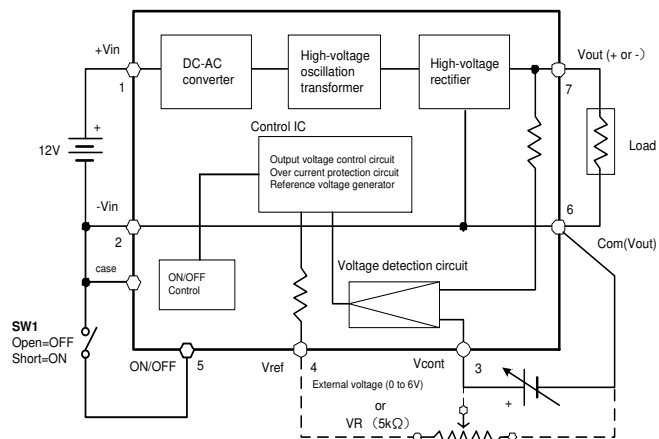 +Vin
1
DC-AC
converter
High-voltage
oscillation
transformer
High-voltage
rectifier
Vout (+ or -)
7
12V
+
Control IC
Output voltage control circuit
Over current protection circuit
Reference voltage generator
Load
-Vin
2
6
Com(Vout)
case
ON/OFF
Control
Voltage detection circuit
SW1
Open=OFF
Short=ON
ON/OFF
5
Vref
4
Vcont
3
External voltage (0 to 6V)
+
or
VR (5kΩ)